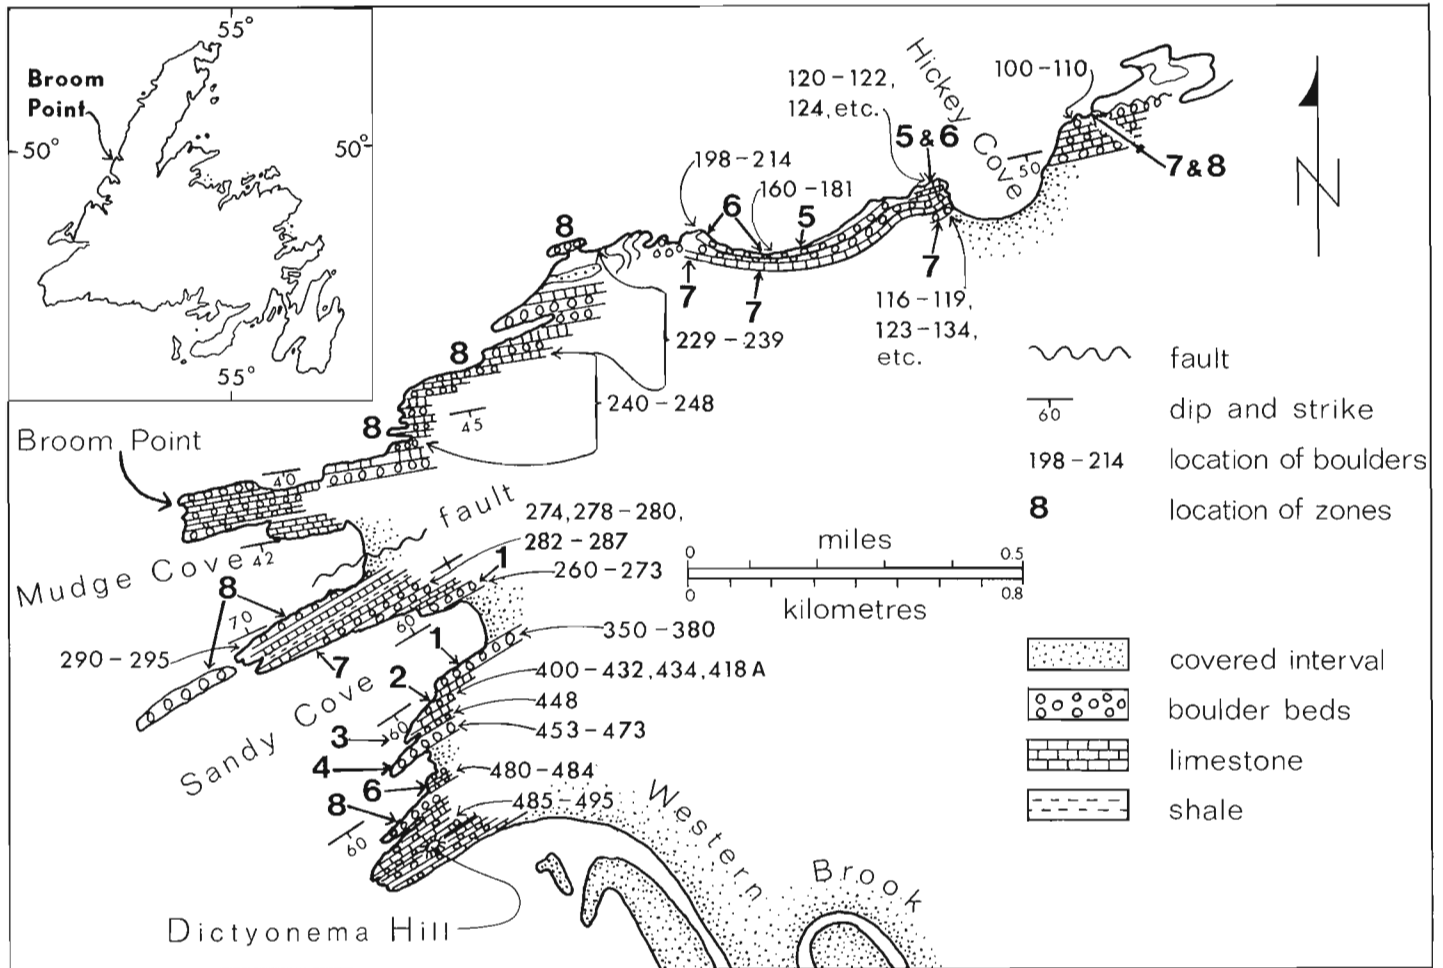 55°
Broom
Point
50°
50°
55°
Hickey Cove
120-122,
124, etc.
5 & 6
100-110
50
7 & 8
198-214
160-181
6
5
8
7
7
7
116-119,
123-134,
etc.
229-239
8
240-248
45
8
Broom Point
40
fault
42
Mudge Cove
274, 278-280,
282-287
1
260-273
8
70
60
290-295
7
1
350-380
2
400-432, 434, 418A
448
60
3
453-473
Sandy Cove
4
480-484
6
8
485-495
60
Western Brook
Dictyonema Hill
N
fault
60
dip and strike
198-214
location of boulders
8
location of zones
miles
0
0.5
0
0.8
kilometres
covered interval
boulder beds
limestone
shale